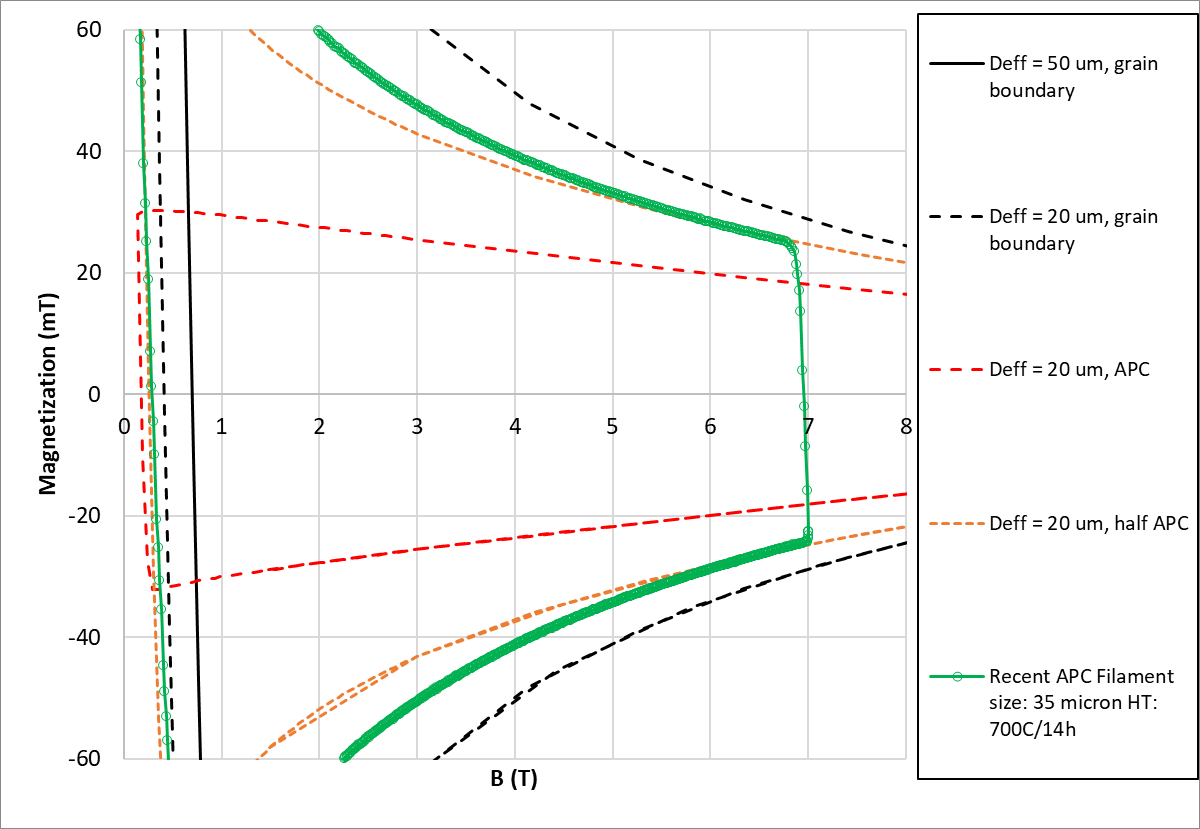 60
40
20
0
-20
-40
-60
0 1 2 3 4 5 6 7 8
Magnetization (mT)
B (T)
Deff = 50 um, grain
boundary
Deff = 20 um, grain
boundary
Deff = 20 um, APC
Deff = 20 um, half APC
Recent APC Filament
size: 35 micron HT:
700C/14h